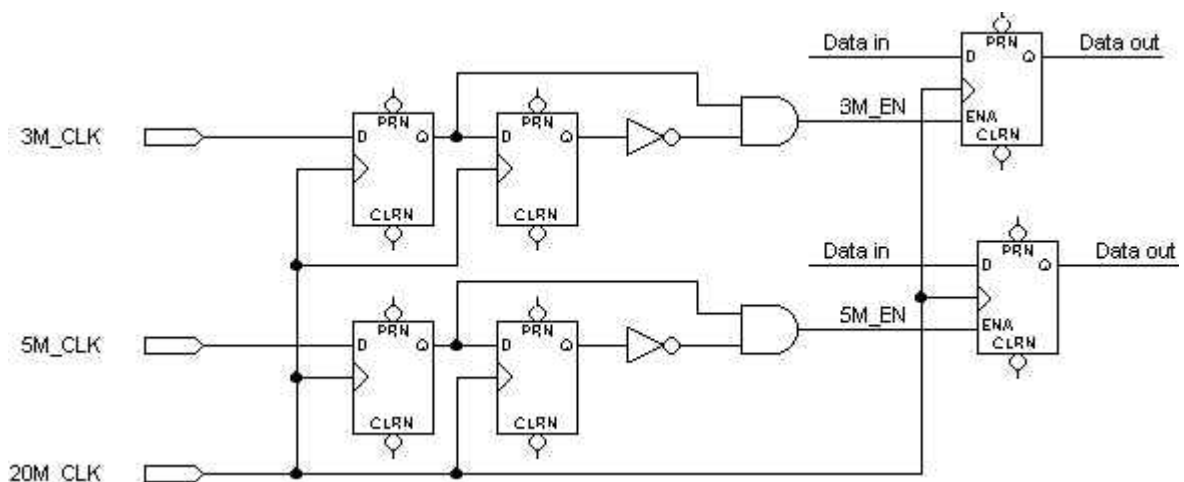 Data in PRN Data out
D Q
3M_CLK PRN PRN 3M_EN ENA
D Q D Q CLRN
CLRN CLRN
Data in PRN Data out
D Q
5M_CLK PRN PRN 5M_EN ENA
D Q D Q CLRN
CLRN CLRN
20M_CLK